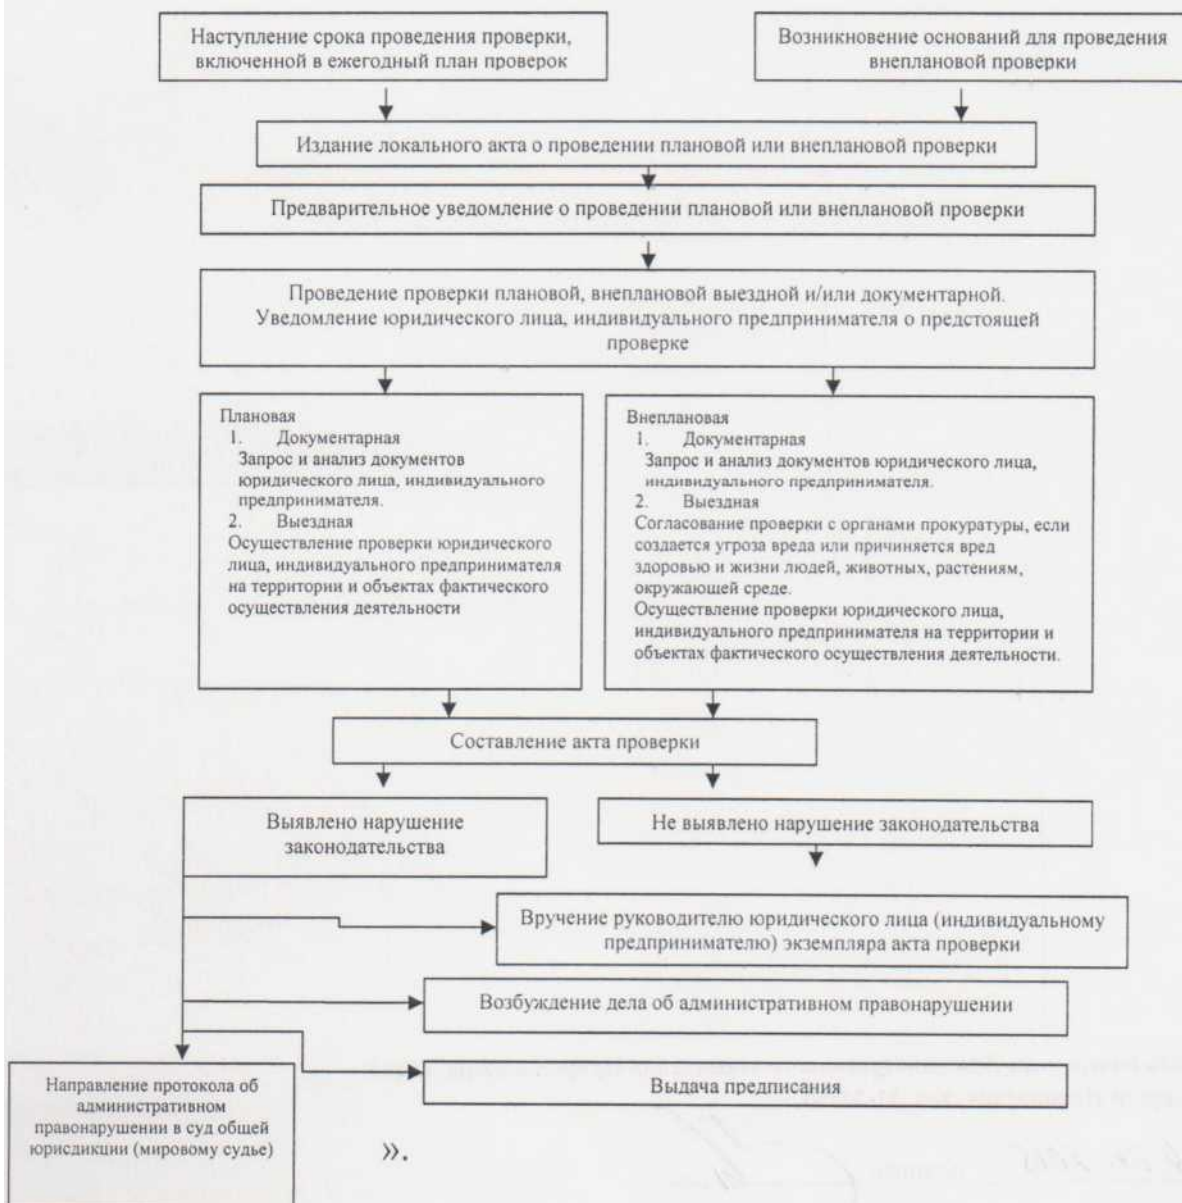 Наступление срока проведения проверки,
включенной в ежегодный план проверок
Возникновение оснований для проведения
внеплановой проверки
Издание локального акта о проведении плановой или внеплановой проверки
Предварительное уведомление о проведении плановой или внеплановой проверки
Проведение проверки плановой, внеплановой выездной и/или документарной.
Уведомление юридического лица, индивидуального предпринимателя о предстоящей
проверке
Плановая
1. Документарная
Запрос и анализ документов
юридического лица, индивидуального
предпринимателя.
2. Выездная
Осуществление проверки юридического
лица, индивидуального предпринимателя
на территории и объектах фактического
осуществления деятельности
Внеплановая
1. Документарная
Запрос и анализ документов юридического лица,
индивидуального предпринимателя.
2. Выездная
Согласование проверки с органами прокуратуры, если
создается угроза вреда или причиняется вред
здоровью и жизни людей, животных, растениям,
окружающей среде.
Осуществление проверки юридического лица,
индивидуального предпринимателя на территории и
объектах фактического осуществления деятельности.
Составление акта проверки
Выявлено нарушение
законодательства
Не выявлено нарушение законодательства
Вручение руководителю юридического лица (индивидуальному
предпринимателю) экземпляра акта проверки
Возбуждение дела об административном правонарушении
Выдача предписания
Направление протокола об
административном
правонарушении в суд общей
юрисдикции (мировому судье)
».